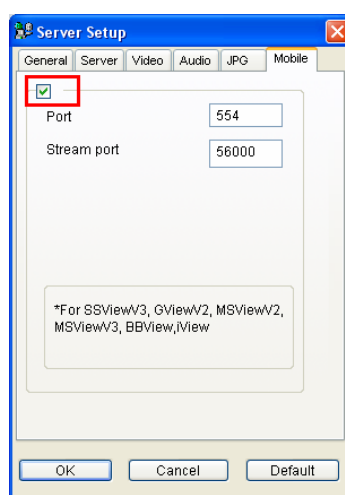 Server Setup
General Server Video Audio JPG Mobile
Port 554
Stream port 56000
*For SSViewV3, GViewV2, MSViewV2,
MSViewV3, BBView,iView
OK Cancel Default